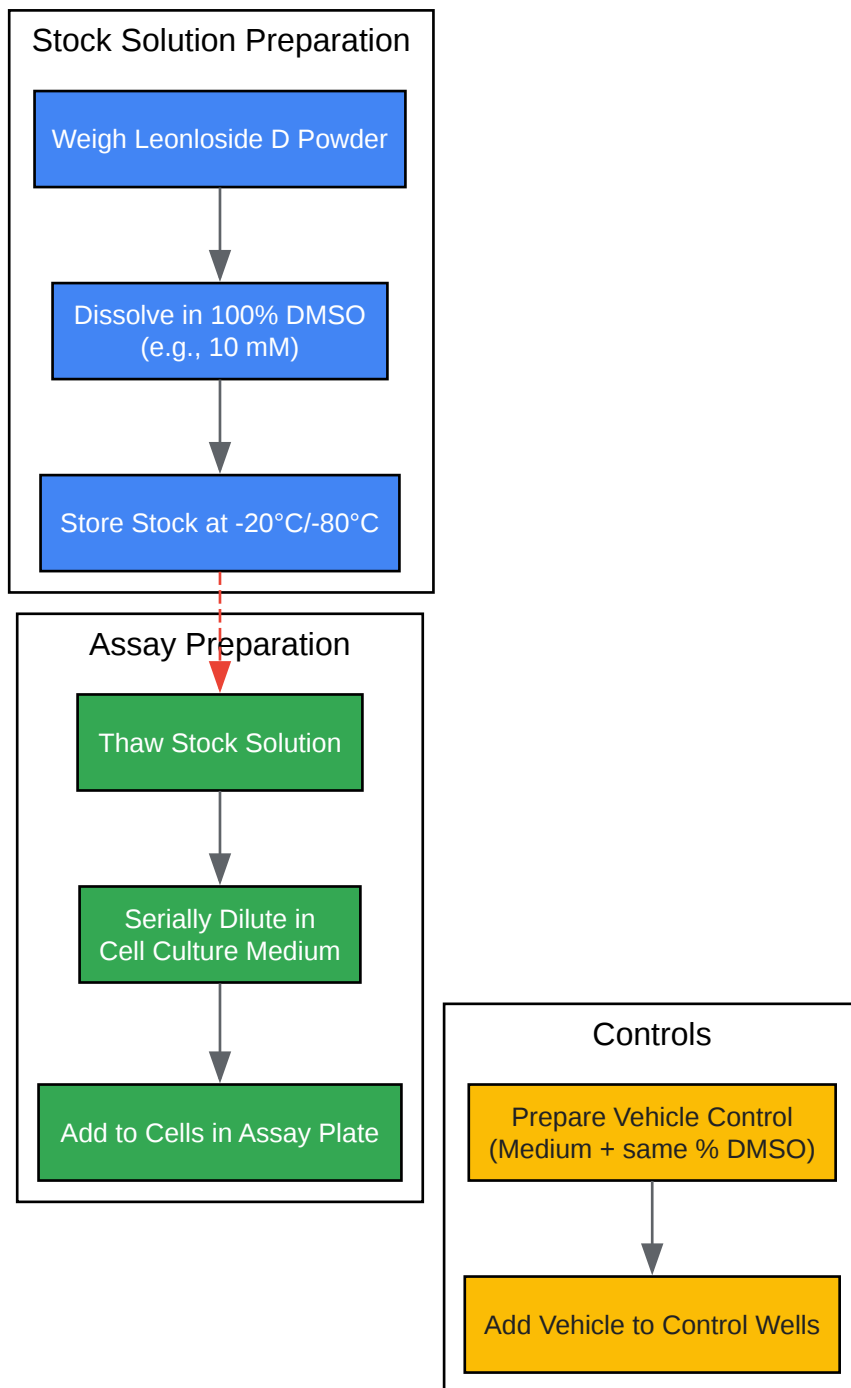 Stock Solution Preparation
Weigh Leonloside D Powder
Dissolve in 100% DMSO
(e.g., 10 mM)
Store Stock at -20°C/-80°C
Assay Preparation
Thaw Stock Solution
Serially Dilute in
Cell Culture Medium
Add to Cells in Assay Plate
Controls
Prepare Vehicle Control
(Medium + same % DMSO)
Add Vehicle to Control Wells